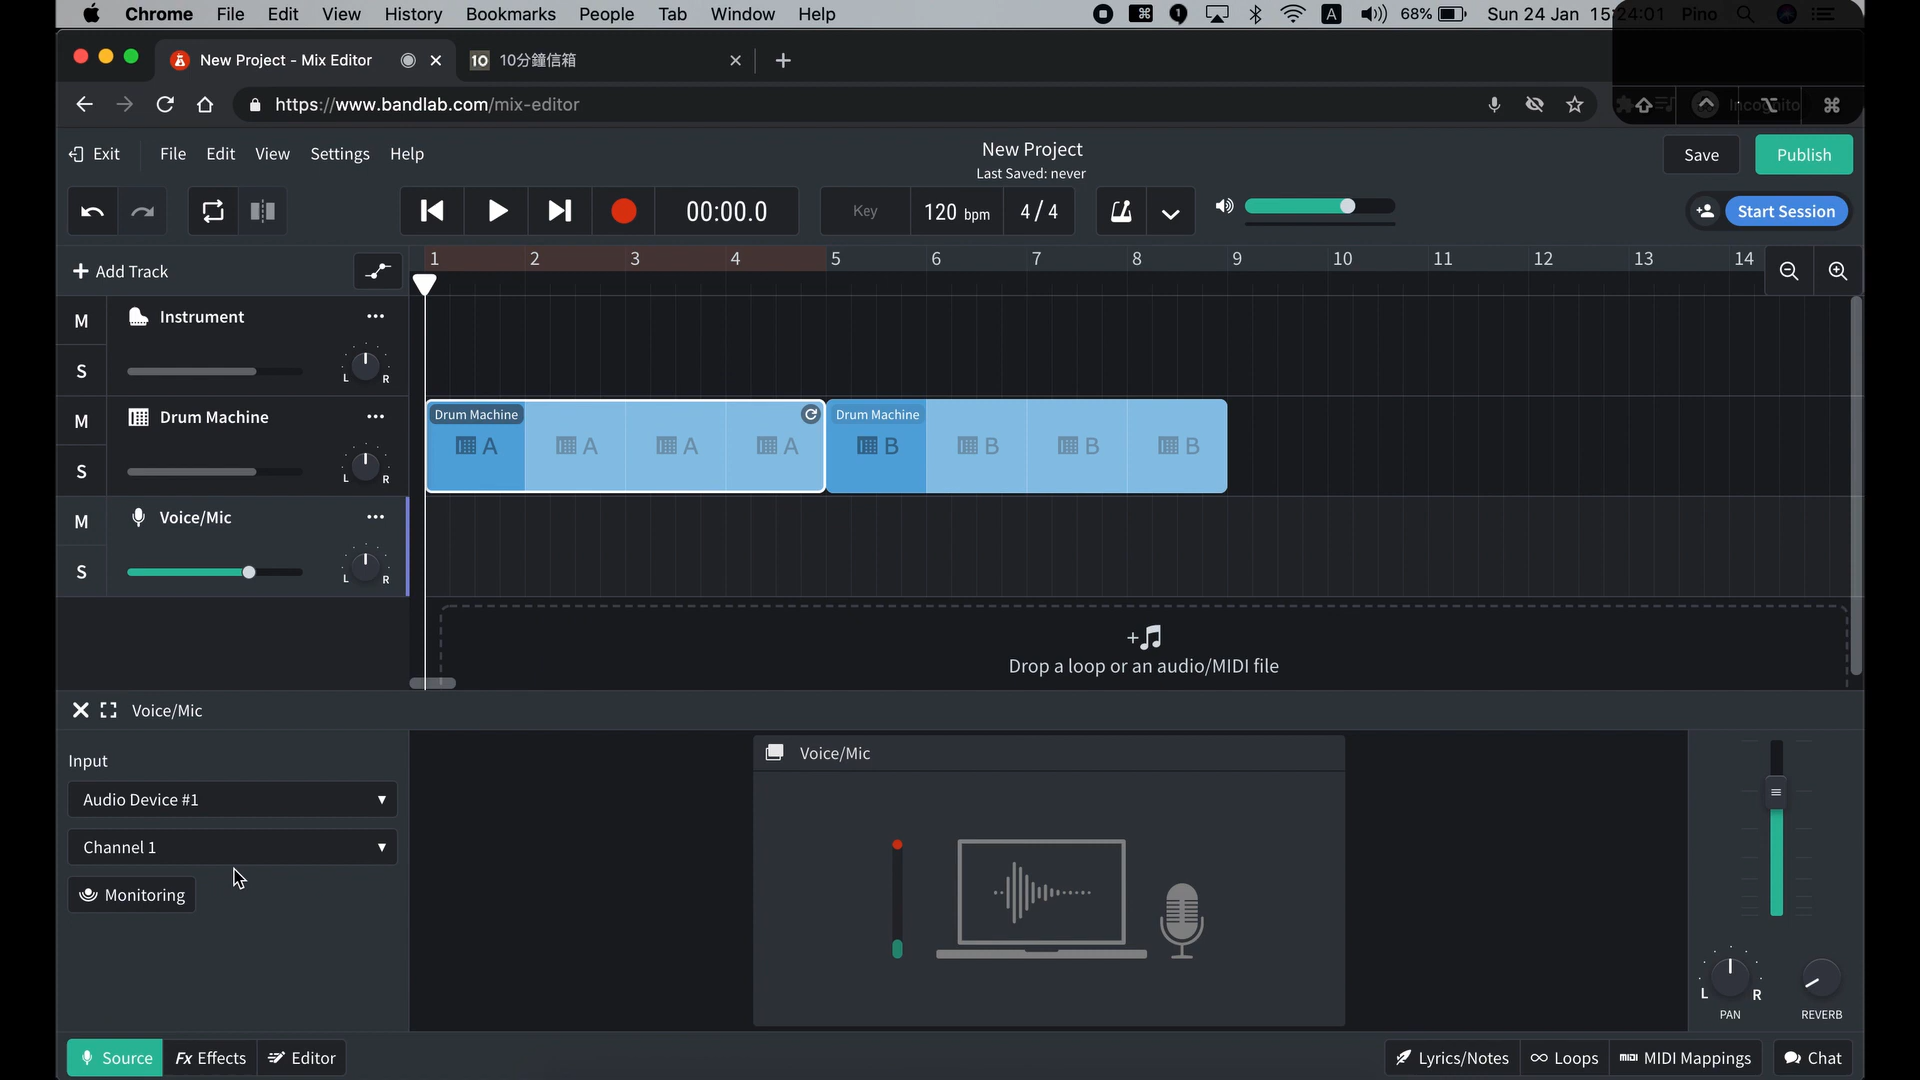 Chrome File Edit View History Bookmarks People Tab Window Help
A 68% Sun 24 Jan 15:24:01 Pino
New Project - Mix Editor
10 10分鐘信箱
https://www.bandlab.com/mix-editor
Incognito
Exit File Edit View Settings Help
New Project
Last Saved: never
Save Publish
00:00.0 Key 120 bpm 4/4
Start Session
+ Add Track
1 2 3 4 5 6 7 8 9 10 11 12 13 14
M Instrument
S L R
M Drum Machine
S L R
Drum Machine
A A A A
Drum Machine
B B B B
M Voice/Mic
S L R
Drop a loop or an audio/MIDI file
Voice/Mic
Input
Audio Device #1
Channel 1
Monitoring
Voice/Mic
L R
PAN REVERB
Source Fx Effects Editor
Lyrics/Notes Loops MIDI MIDI Mappings Chat